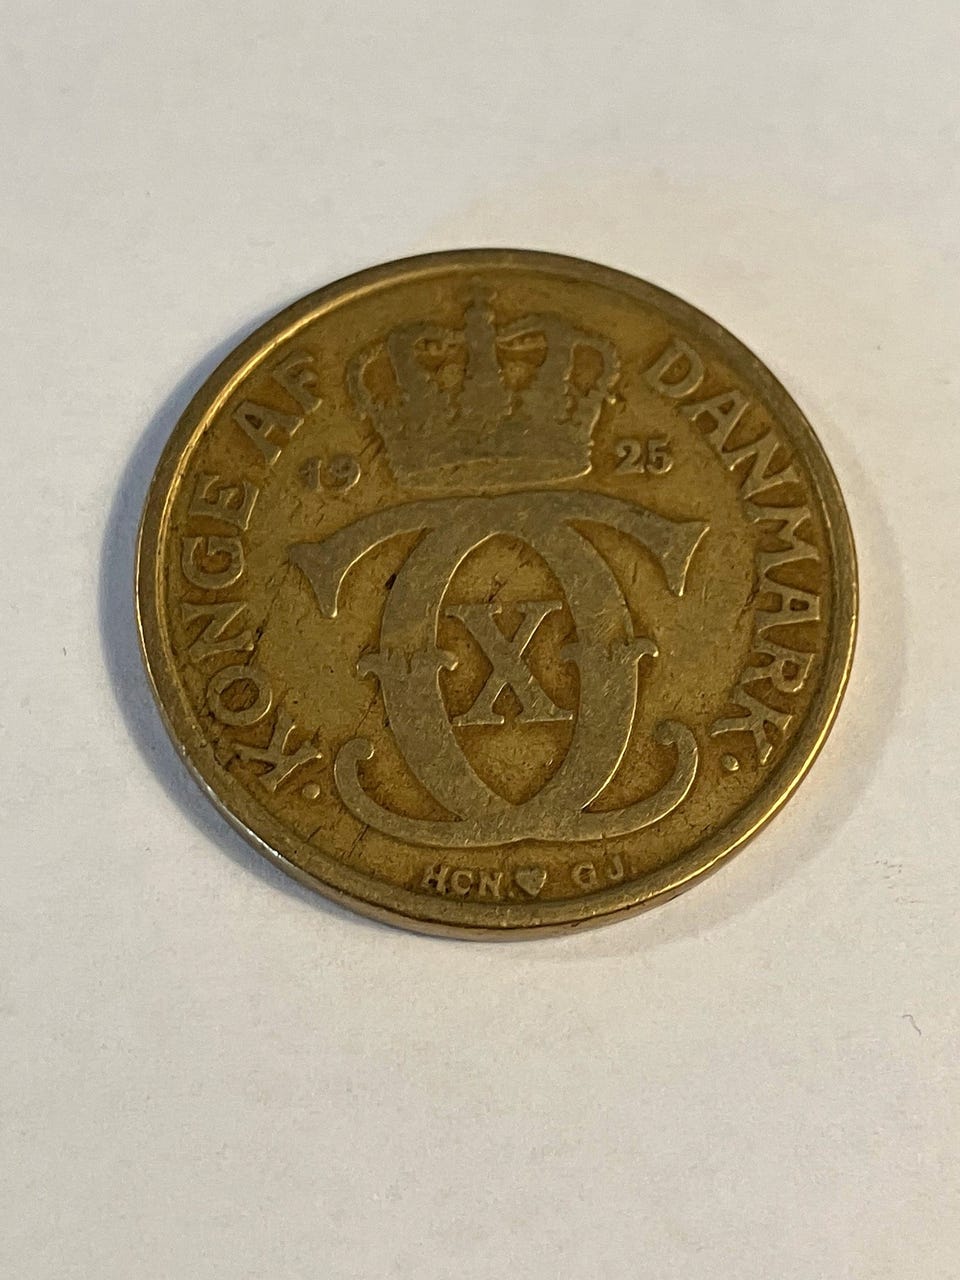 KONGE AF DANMARK
19 25
X
HCN GJ.